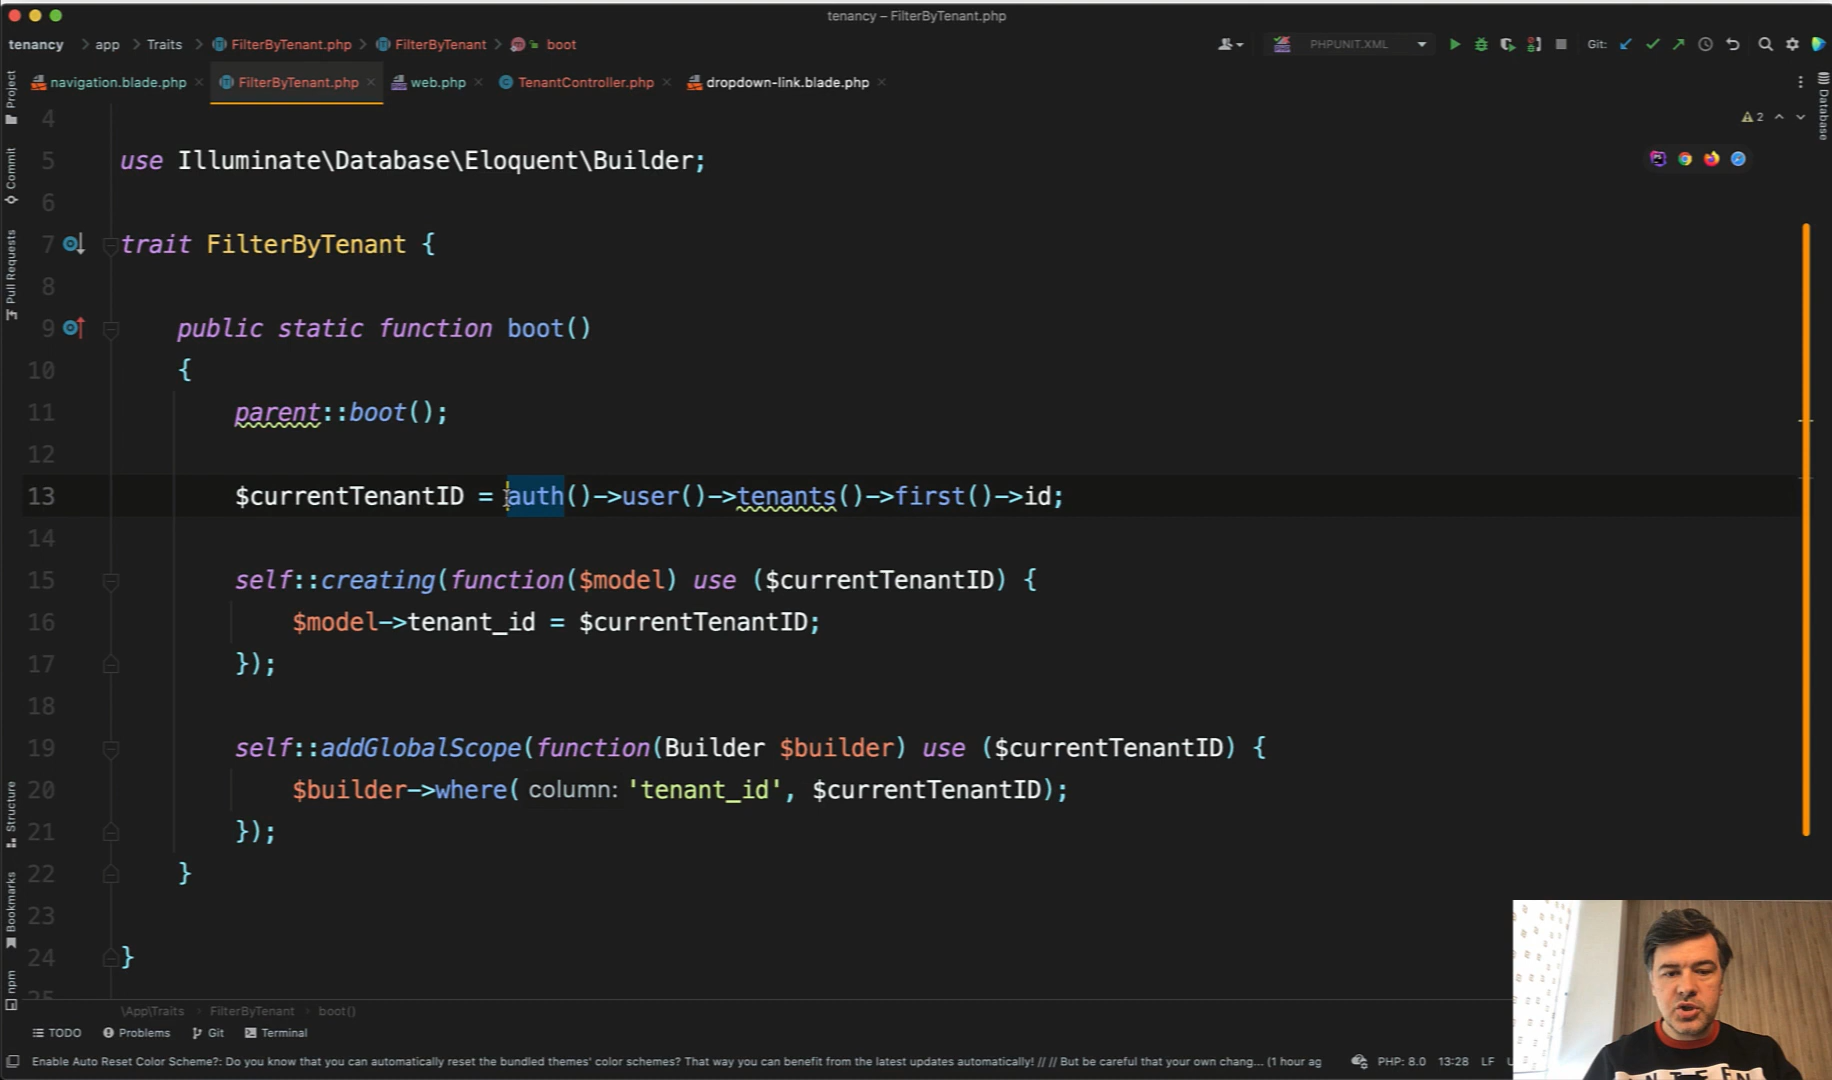 tenancy – FilterByTenant.php
tenancy app Traits FilterByTenant.php FilterByTenant boot
PHPUNIT.XML Git:
navigation.blade.php FilterByTenant.php web.php TenantController.php dropdown-link.blade.php
Project
Commit
Pull Requests
Structure
Bookmarks
npm
Database
2
4
5 use Illuminate\Database\Eloquent\Builder;
6
7 trait FilterByTenant {
8
9 public static function boot()
10 {
11 parent::boot();
12
13 $currentTenantID = auth()->user()->tenants()->first()->id;
14
15 self::creating(function($model) use ($currentTenantID) {
16 $model->tenant_id = $currentTenantID;
17 });
18
19 self::addGlobalScope(function(Builder $builder) use ($currentTenantID) {
20 $builder->where( column: 'tenant_id', $currentTenantID);
21 });
22 }
23
24 }
25
\App\Traits FilterByTenant boot()
TODO Problems Git Terminal
Enable Auto Reset Color Scheme?: Do you know that you can automatically reset the bundled themes' color schemes? That way you can benefit from the latest updates automatically! // // But be careful that your own chang... (1 hour ag PHP: 8.0 13:28 LF